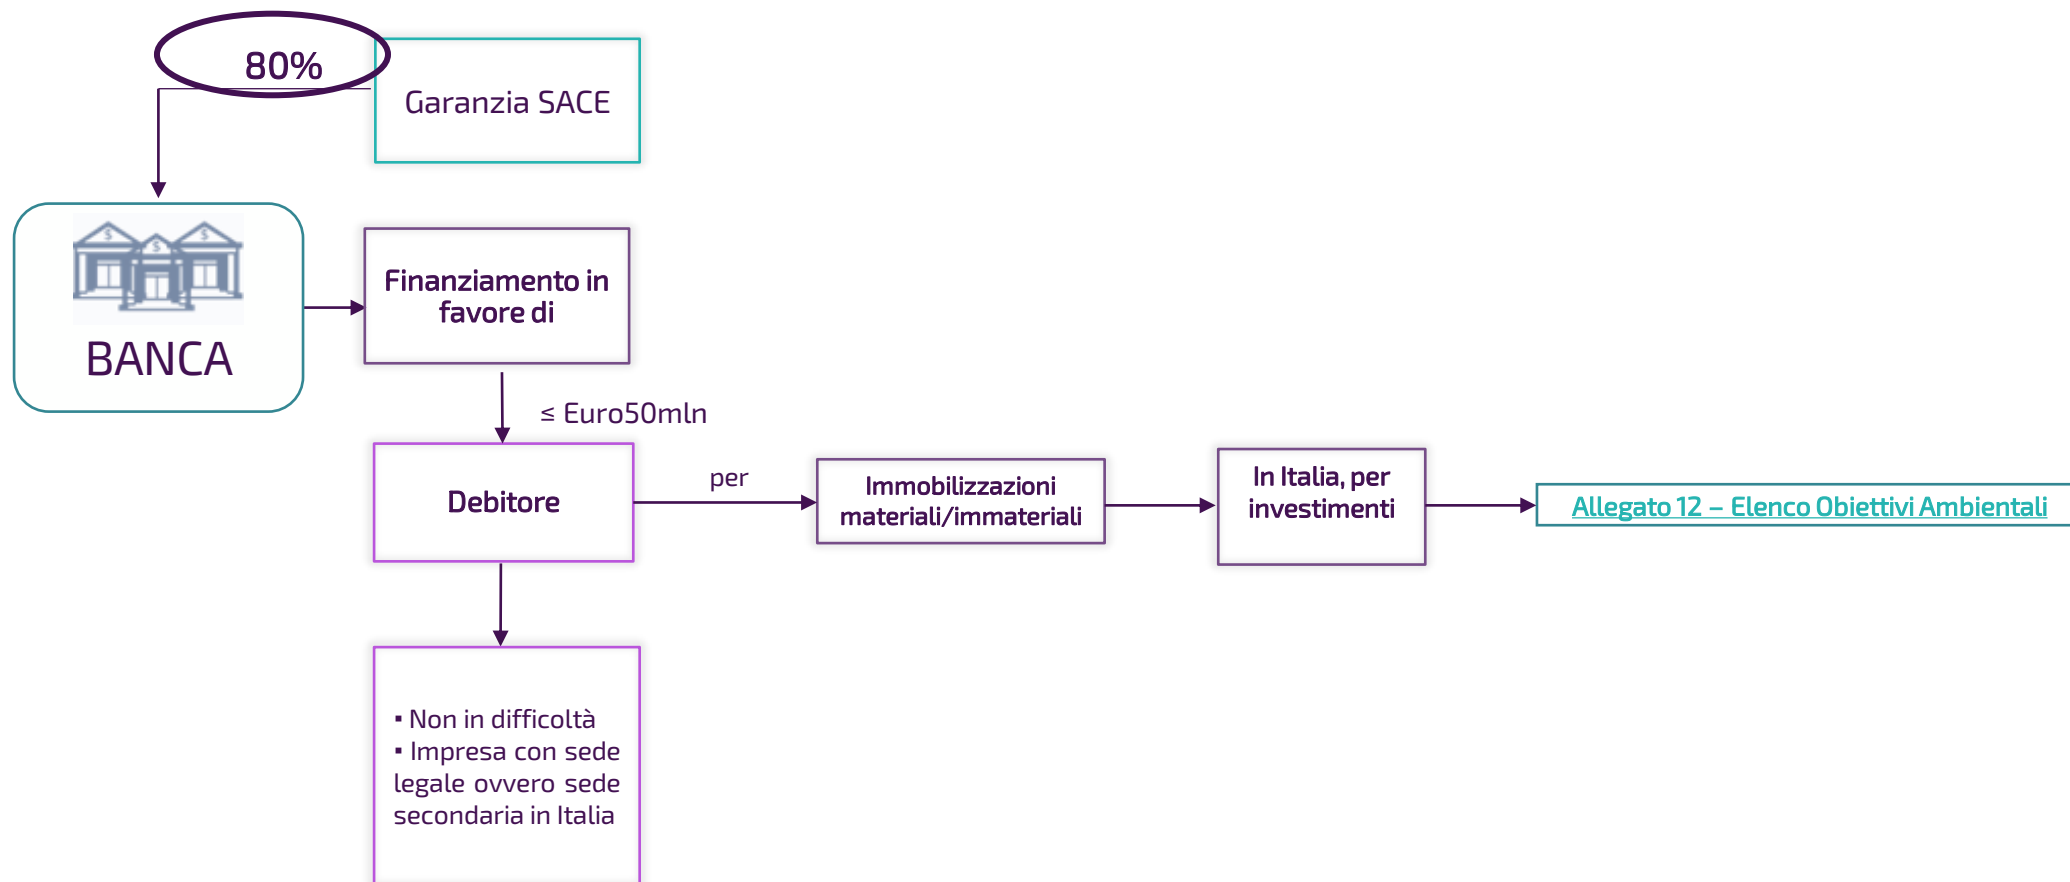 80%
Garanzia SACE
$ $ $
BANCA
Finanziamento in
favore di
≤ Euro50mln
Debitore
per
Immobilizzazioni
materiali/immateriali
In Italia, per
investimenti
Allegato 12 – Elenco Obiettivi Ambientali
▪ Non in difficoltà
▪ Impresa con sede
legale ovvero sede
secondaria in Italia